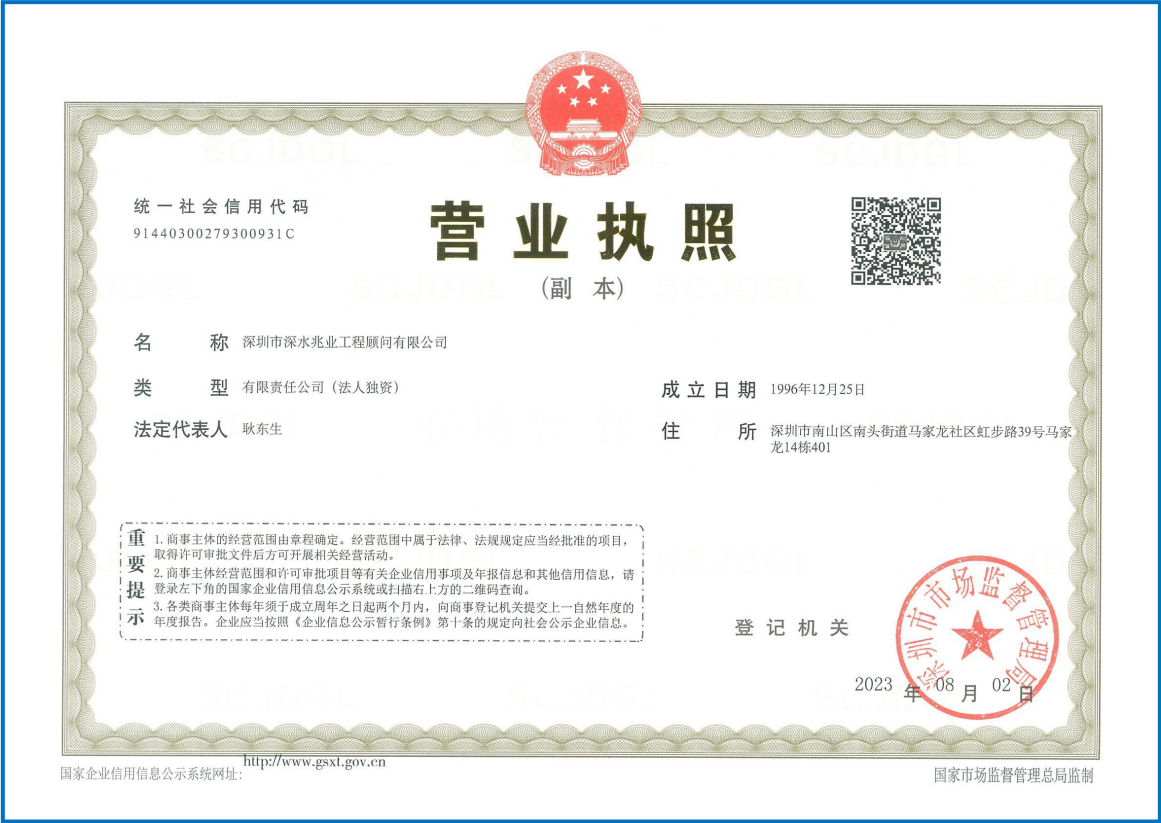 统一社会信用代码
91440300279300931C
营业执照
(副 本)
名 称 深圳市深水兆业工程顾问有限公司
类 型 有限责任公司（法人独资）
法定代表人 耿东生
成立日期 1996年12月25日
住 所 深圳市南山区南头街道马家龙社区虹步路39号马家
龙14栋401
重要提示
1. 商事主体的经营范围由章程确定。经营范围中属于法律、法规规定应当经批准的项目，
取得许可审批文件后方可开展相关经营活动。
2. 商事主体经营范围和许可审批项目等有关企业信用事项及年报信息和其他信用信息，请
登录左下角的国家企业信用信息公示系统或扫描右上方的二维码查询。
3. 各类商事主体每年须于成立周年之日起两个月内，向商事登记机关提交上一自然年度的
年度报告。企业应当按照《企业信息公示暂行条例》第十条的规定向社会公示企业信息。
登记机关
深圳市市场监督管理局
2023 年 08 月 02 日
国家企业信用信息公示系统网址: http://www.gsxt.gov.cn
国家市场监督管理总局监制
SCJDGL